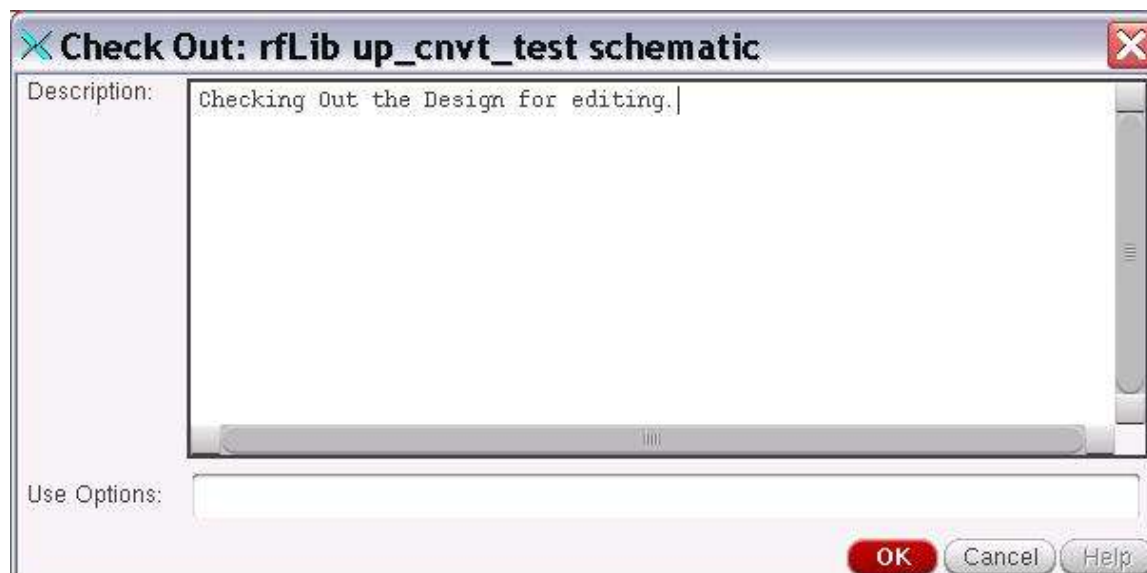 Check Out: rfLib up_cnvt_test schematic
Description:
Checking Out the Design for editing.
Use Options:
OK Cancel Help